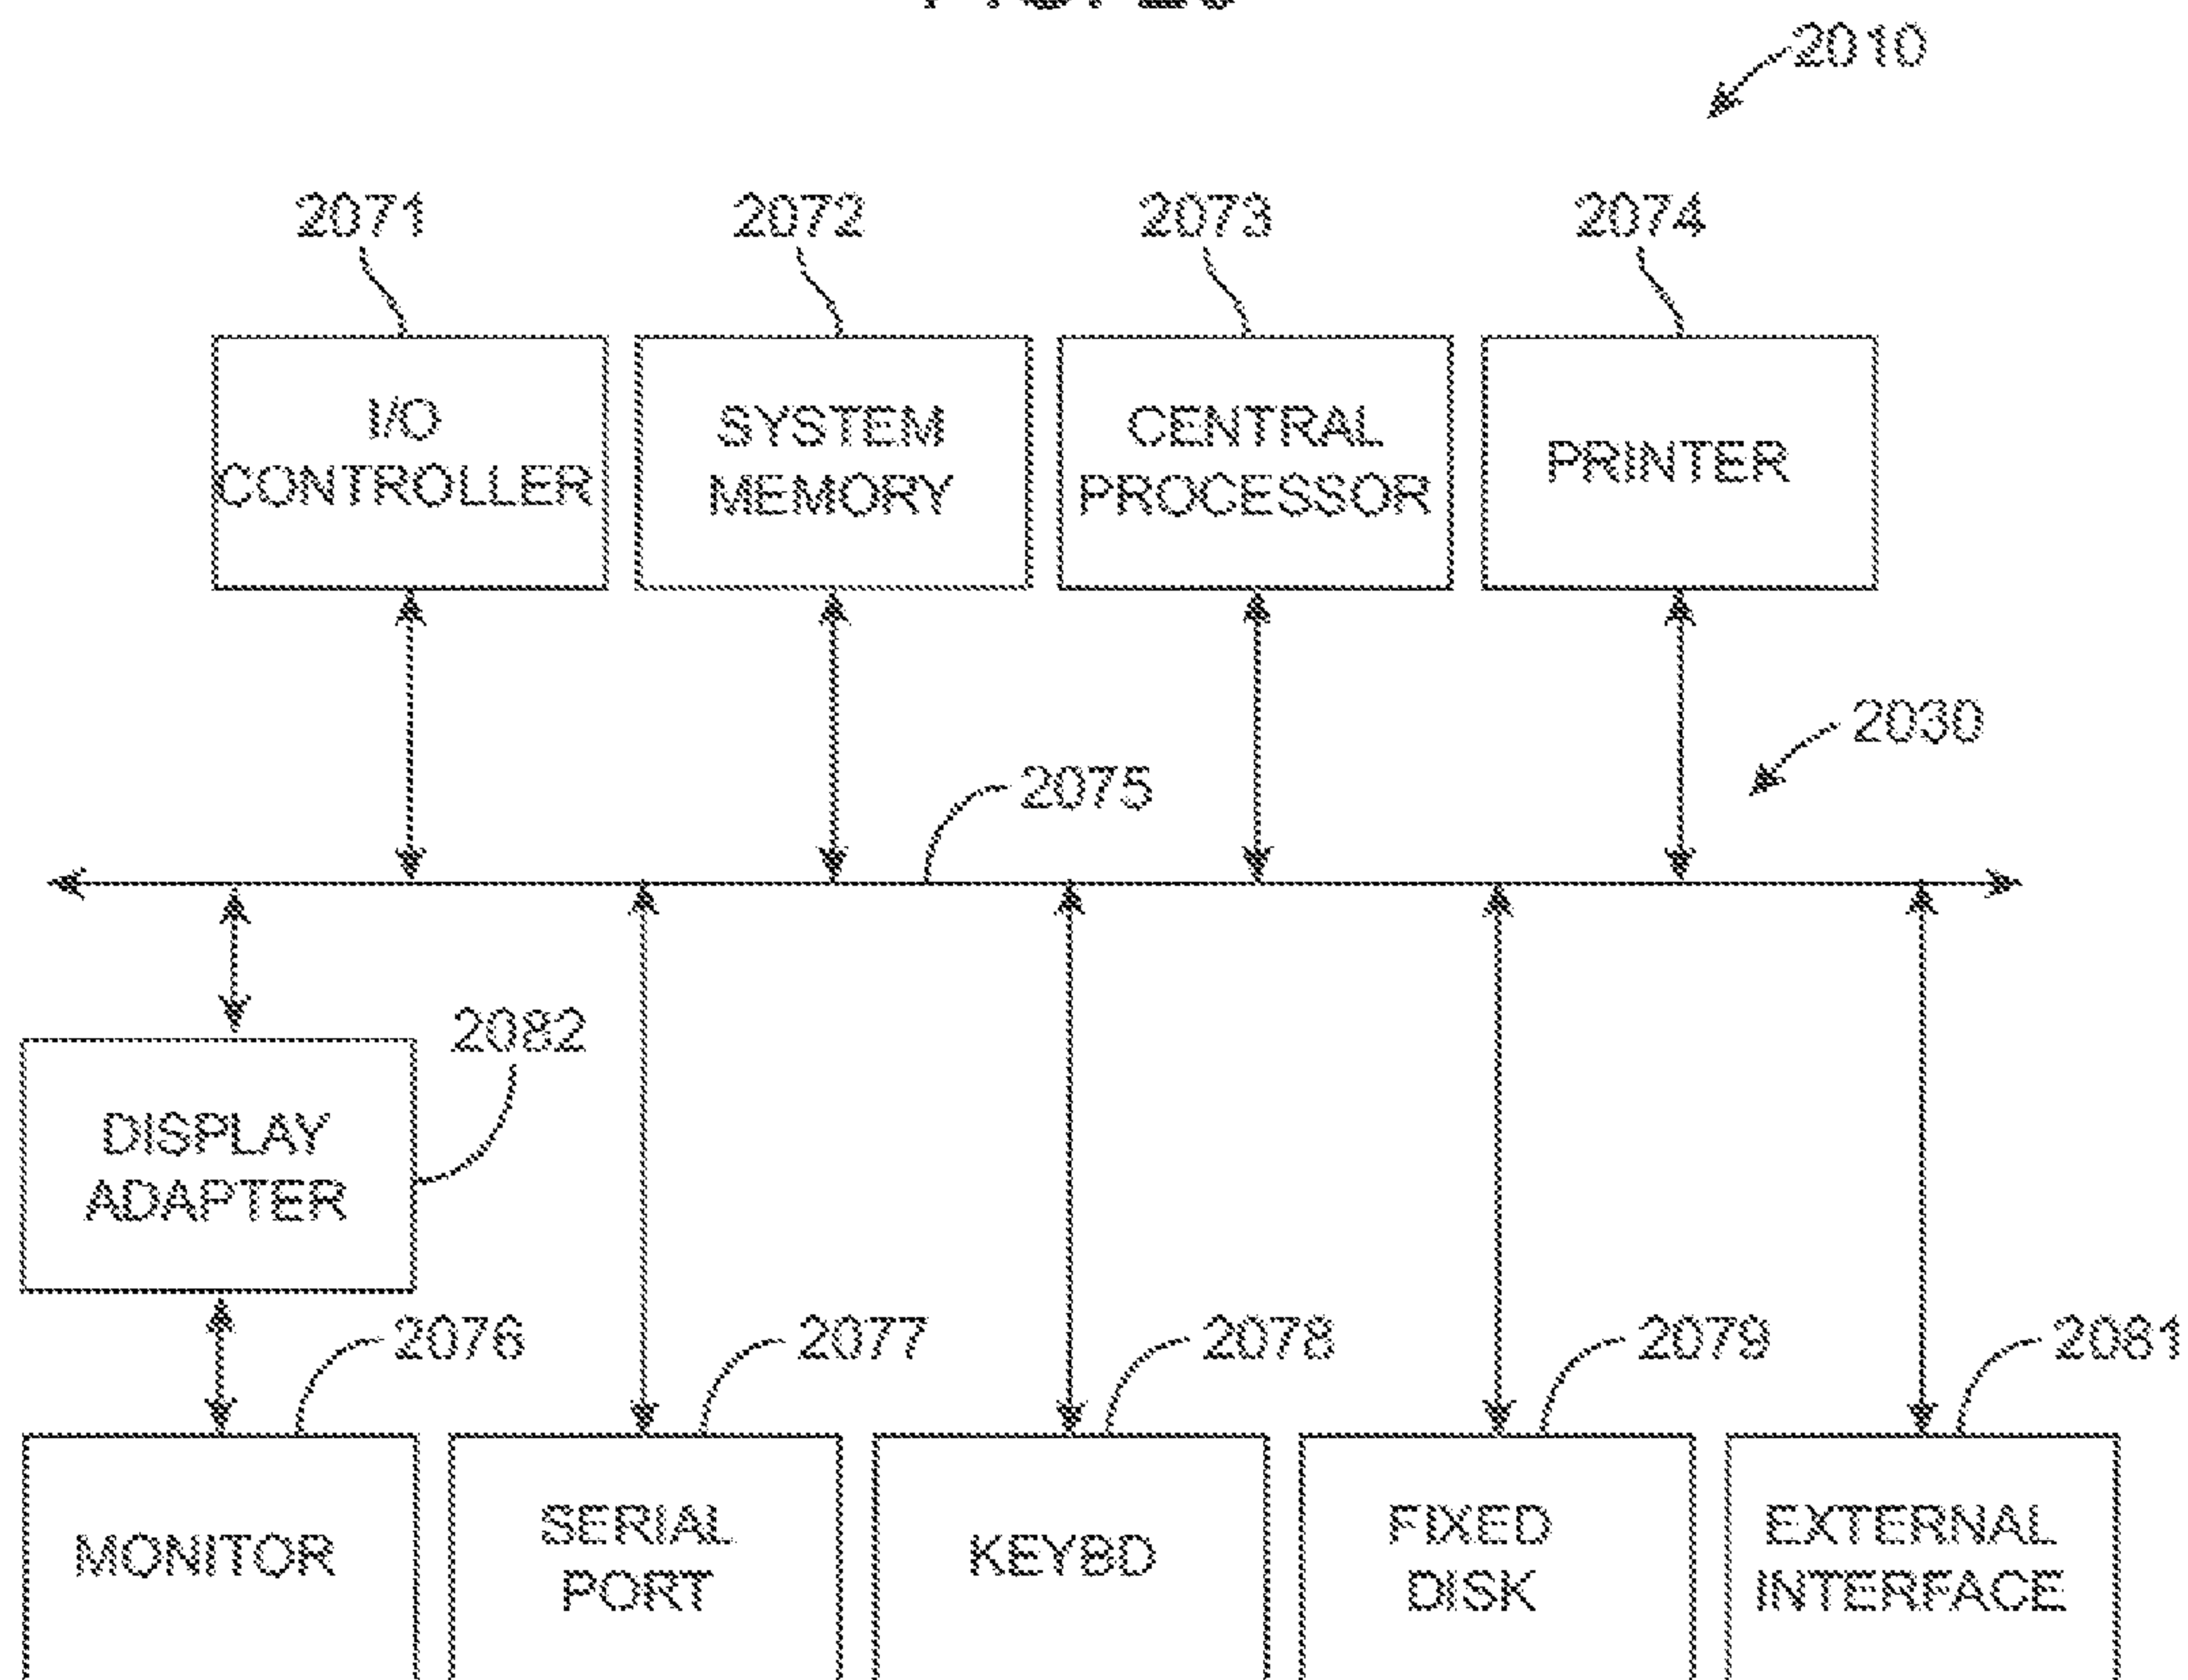 2010
2071
2072
2073
2074
I/O
CONTROLLER
SYSTEM
MEMORY
CENTRAL
PROCESSOR
PRINTER
2030
2075
2082
DISPLAY
ADAPTER
2076
2077
2078
2079
2081
MONITOR
SERIAL
PORT
KEYBD
FIXED
DISK
EXTERNAL
INTERFACE